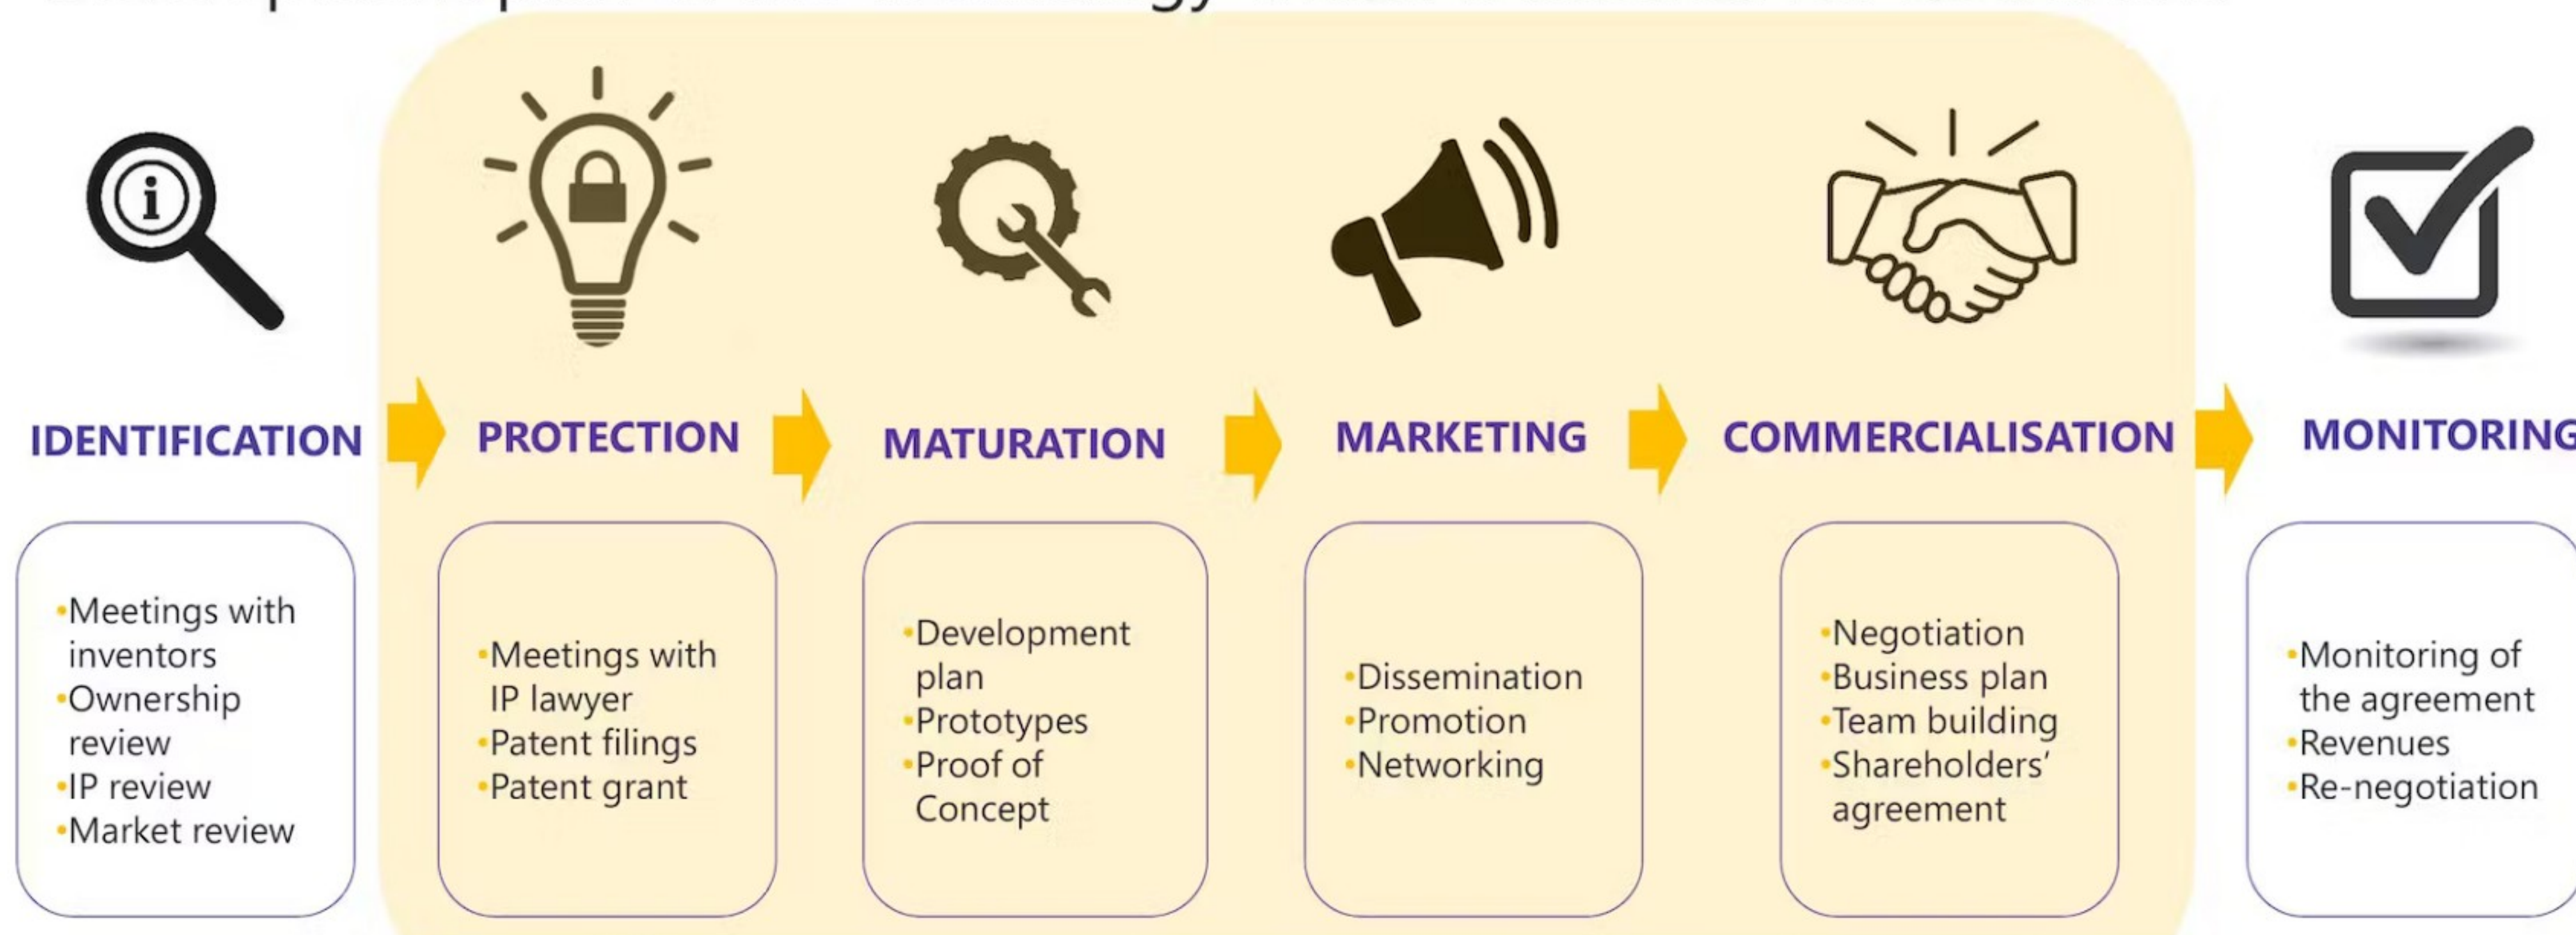 IDENTIFICATION
PROTECTION
MATURATION
MARKETING
COMMERCIALISATION
MONITORING
•Meetings with
inventors
•Ownership
review
•IP review
•Market review
•Meetings with
IP lawyer
•Patent filings
•Patent grant
•Development
plan
•Prototypes
•Proof of
Concept
•Dissemination
•Promotion
•Networking
•Negotiation
•Business plan
•Team building
•Shareholders’
agreement
•Monitoring of
the agreement
•Revenues
•Re-negotiation